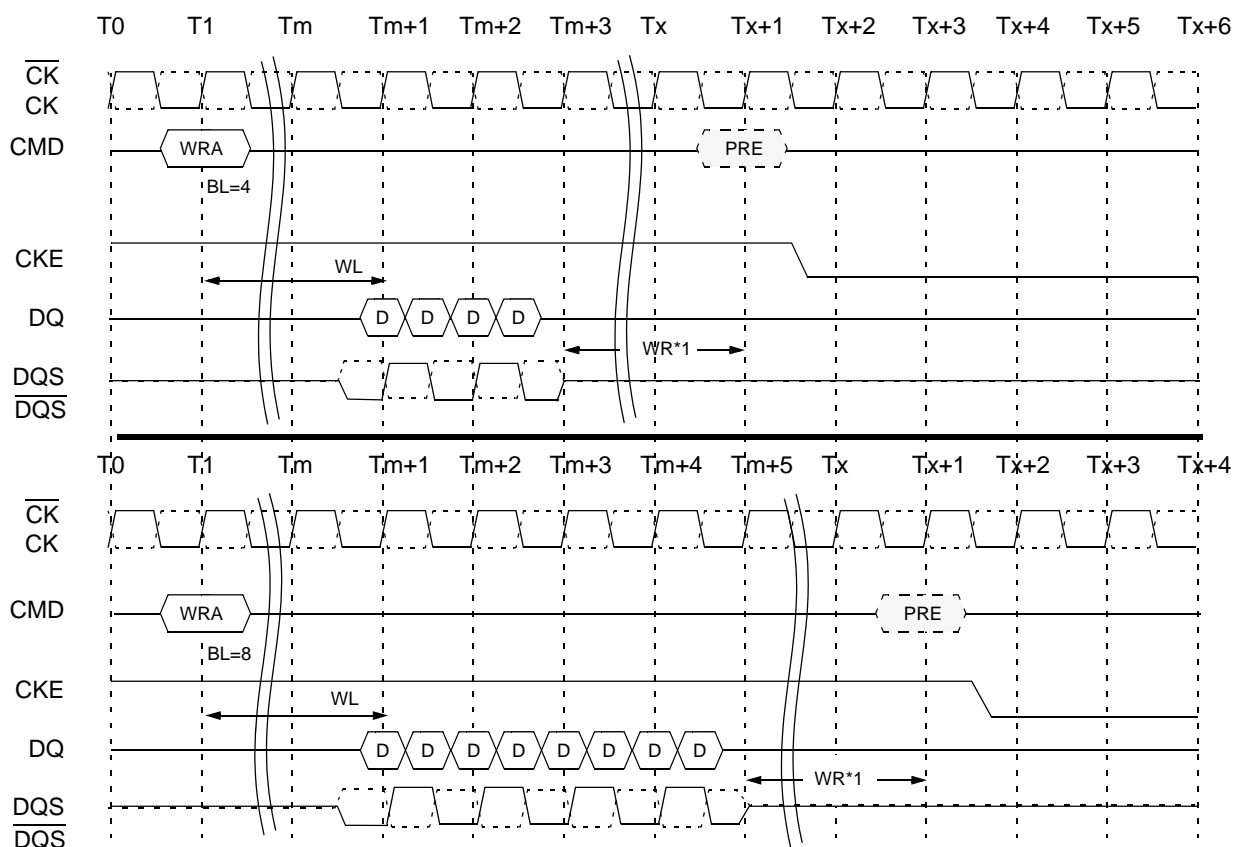 T0 T1 Tm Tm+1 Tm+2 Tm+3 Tx Tx+1 Tx+2 Tx+3 Tx+4 Tx+5 Tx+6
CK
CK
CMD WRA PRE
BL=4
CKE
WL
DQ D D D D
WR*1
DQS
DQS
T0 T1 Tm Tm+1 Tm+2 Tm+3 Tm+4 Tm+5 Tx Tx+1 Tx+2 Tx+3 Tx+4
CK
CK
CMD WRA PRE
BL=8
CKE
WL
DQ D D D D D D D D
WR*1
DQS
DQS